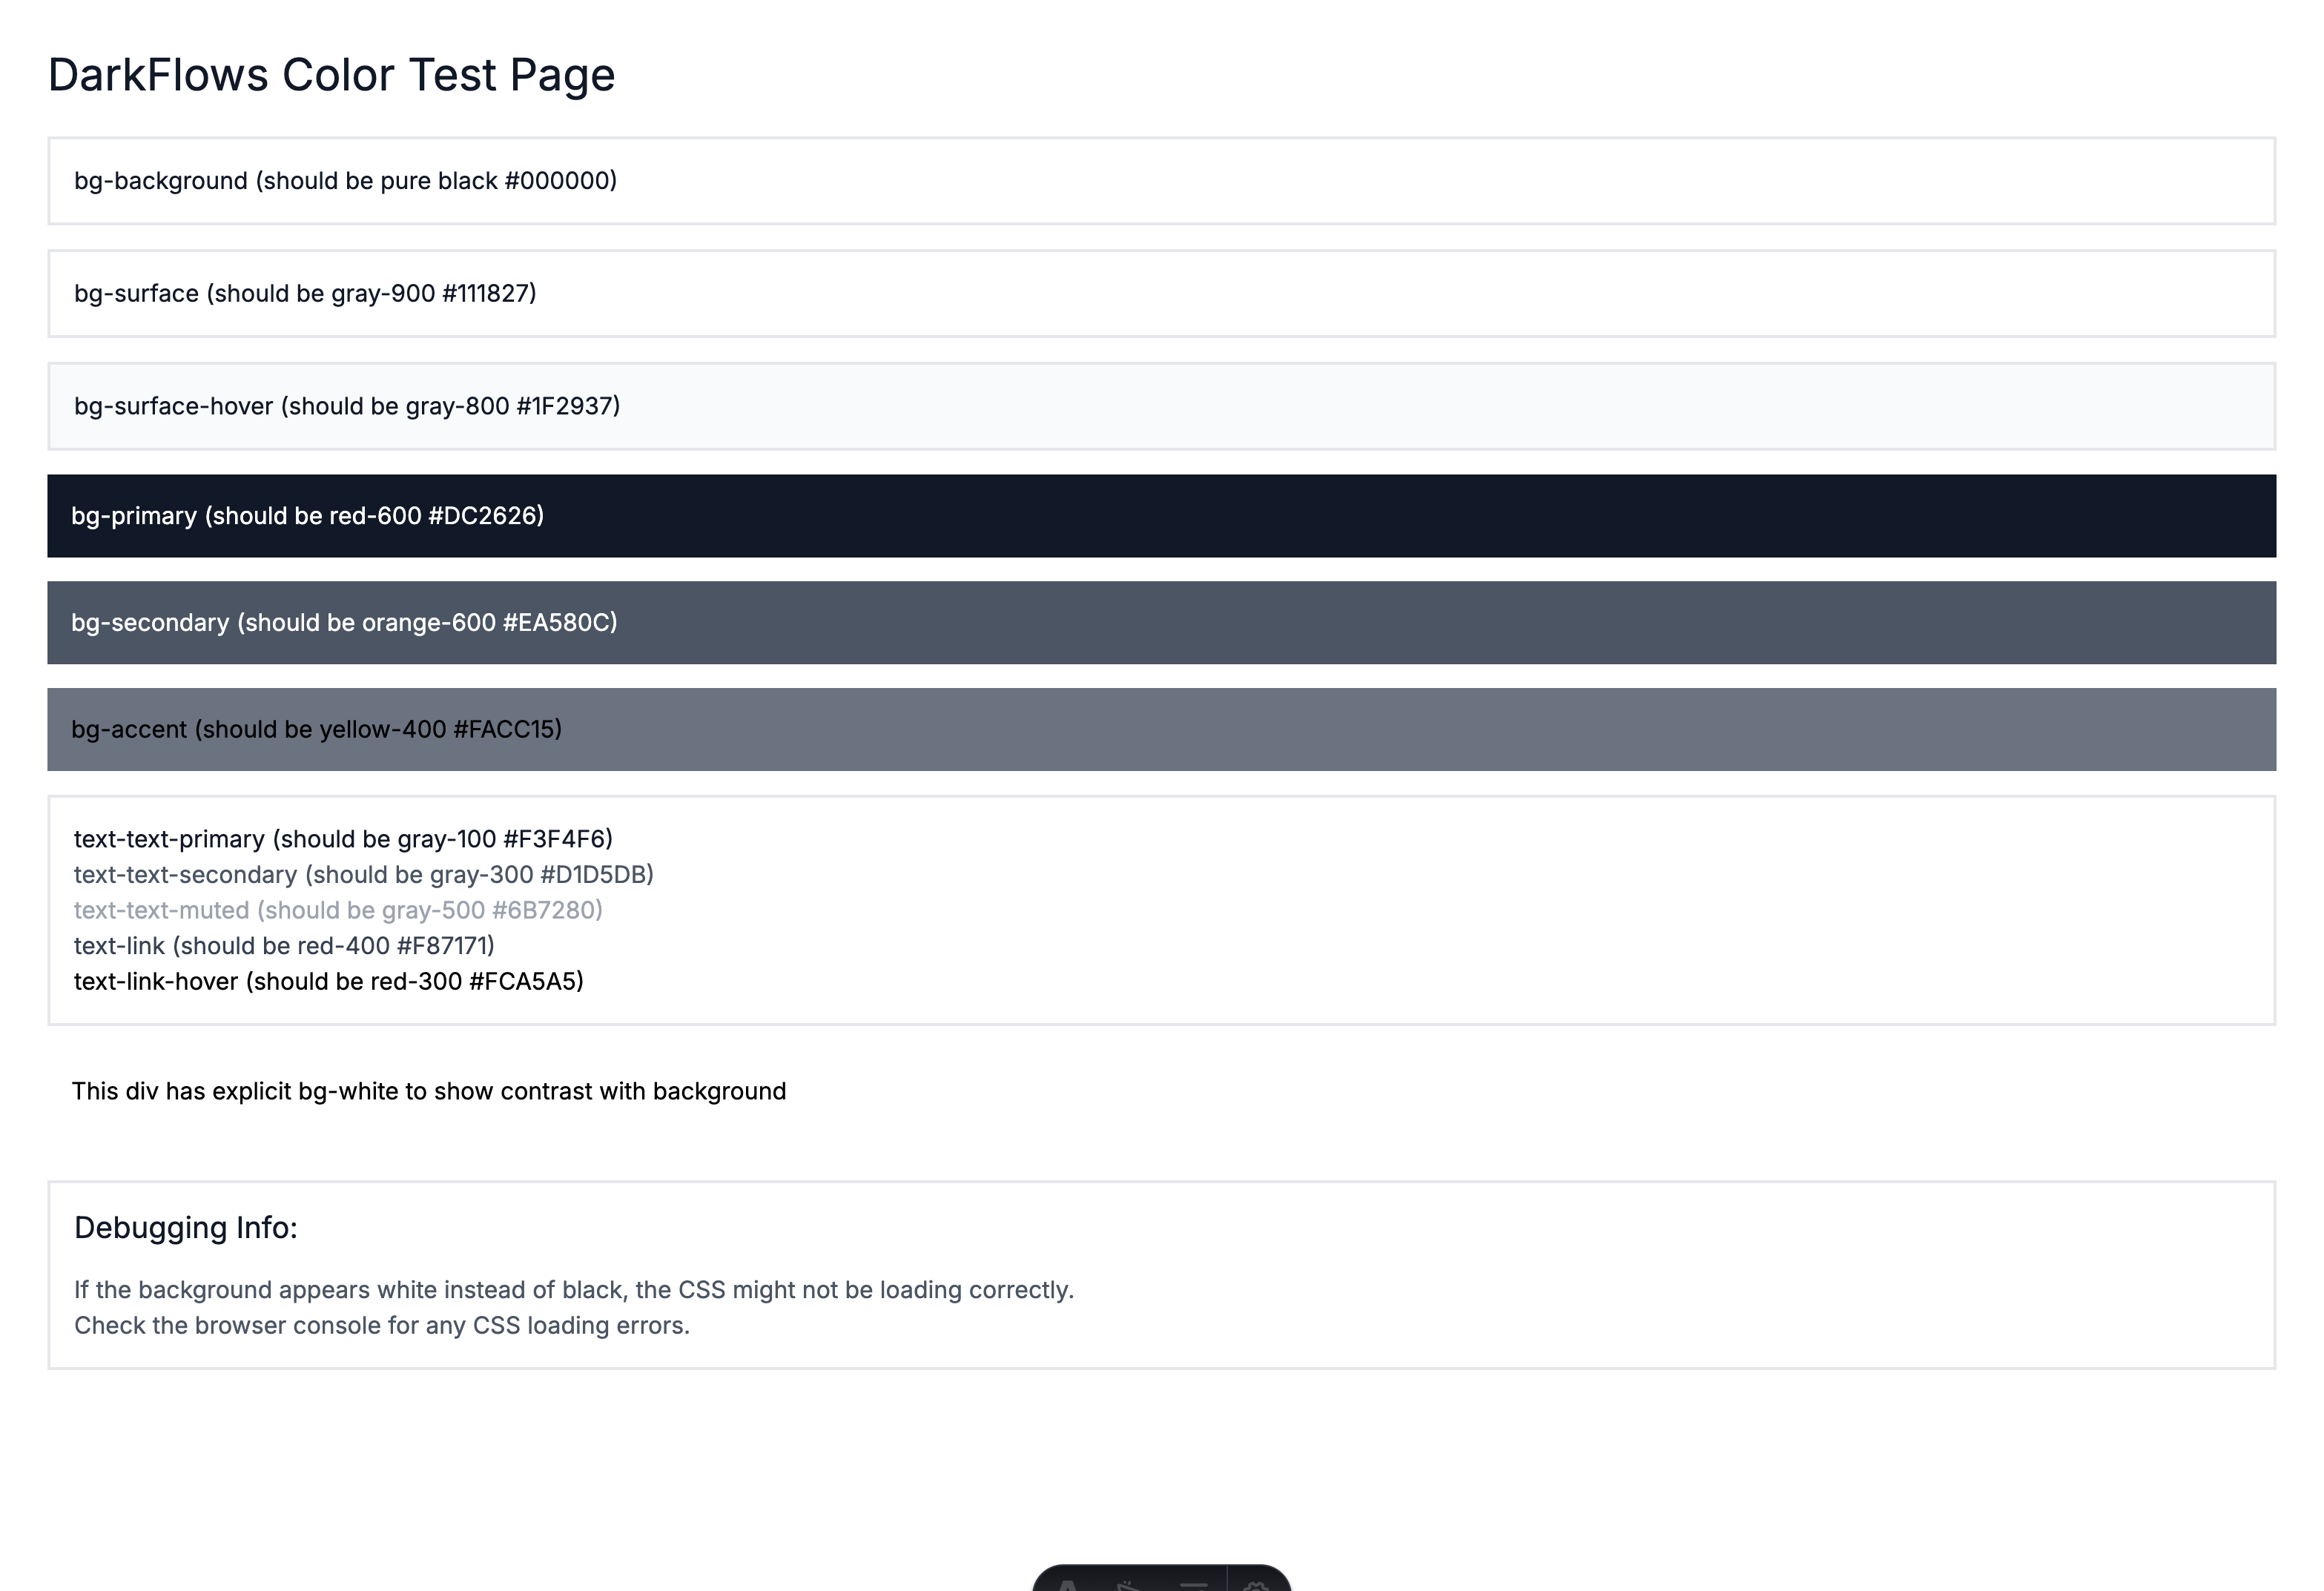 DarkFlows Color Test Page
bg-background (should be pure black #000000)
bg-surface (should be gray-900 #111827)
bg-surface-hover (should be gray-800 #1F2937)
bg-primary (should be red-600 #DC2626)
bg-secondary (should be orange-600 #EA580C)
bg-accent (should be yellow-400 #FACC15)
text-text-primary (should be gray-100 #F3F4F6)
text-text-secondary (should be gray-300 #D1D5DB)
text-text-muted (should be gray-500 #6B7280)
text-link (should be red-400 #F87171)
text-link-hover (should be red-300 #FCA5A5)
This div has explicit bg-white to show contrast with background
Debugging Info:
If the background appears white instead of black, the CSS might not be loading correctly.
Check the browser console for any CSS loading errors.